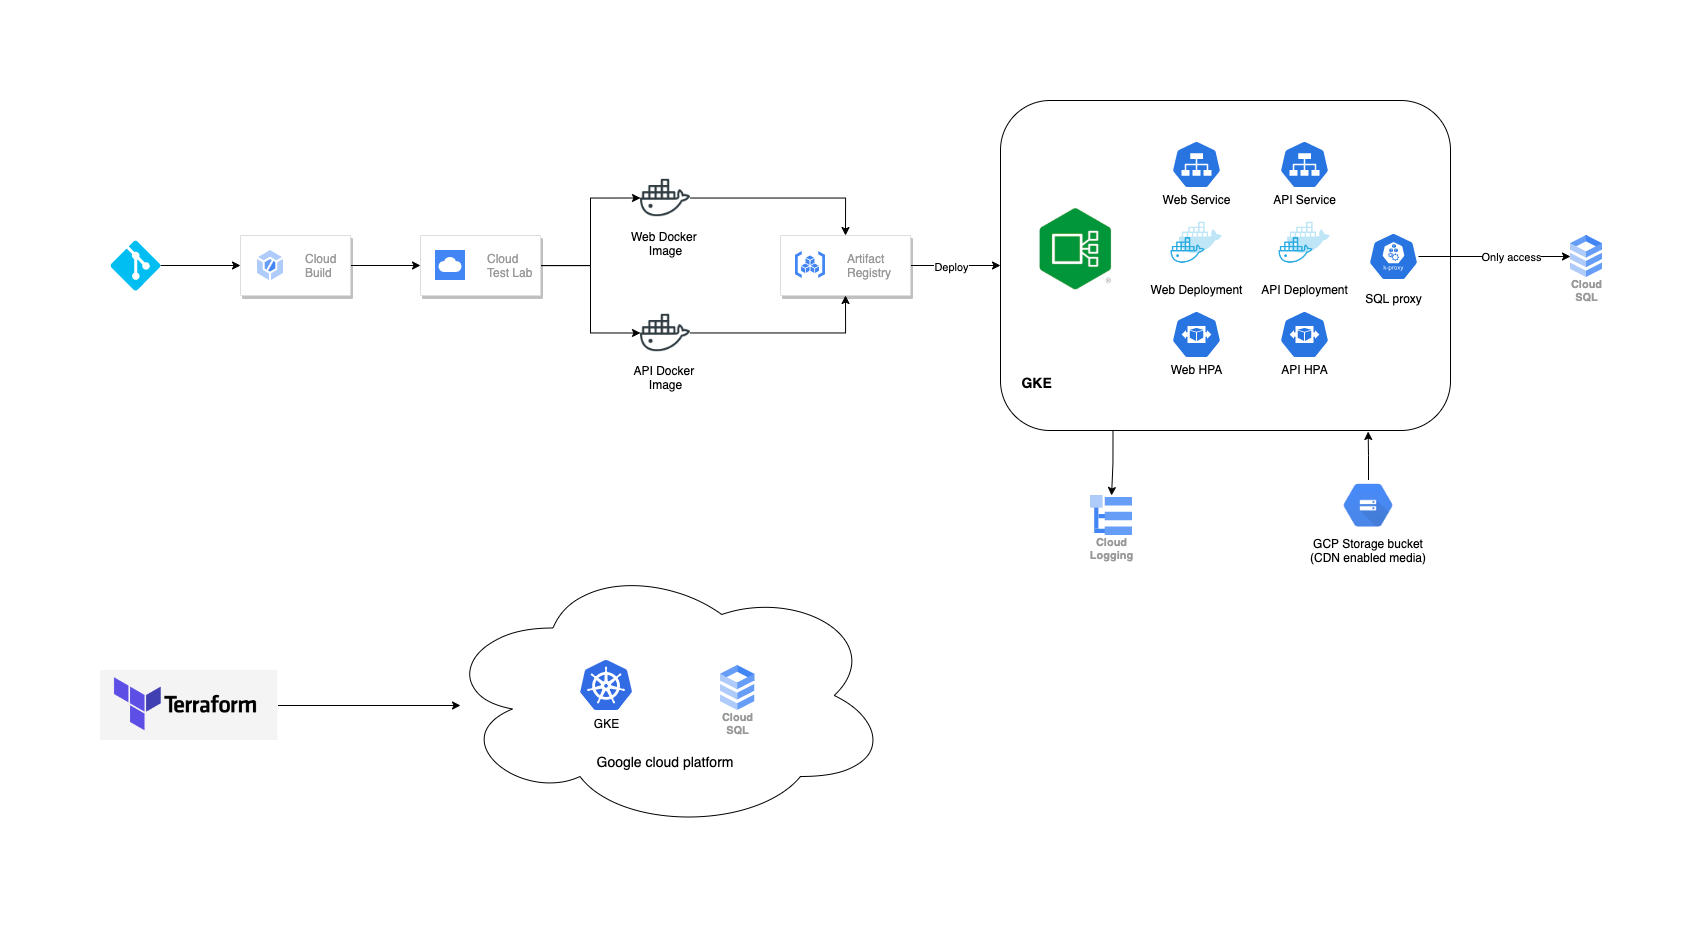 Cloud
Build
Cloud
Test Lab
Web Docker
Image
API Docker
Image
Artifact
Registry
Deploy
Web Service
API Service
Web Deployment
API Deployment
k-proxy
SQL proxy
Web HPA
API HPA
GKE
Only access
Cloud
SQL
Cloud
Logging
GCP Storage bucket
(CDN enabled media)
Terraform
GKE
Cloud
SQL
Google cloud platform